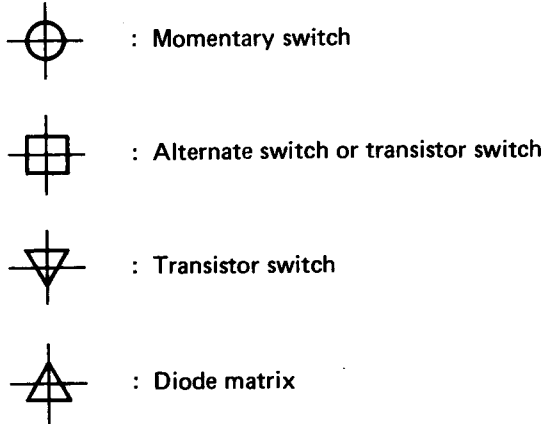 : Momentary switch
: Alternate switch or transistor switch
: Transistor switch
: Diode matrix